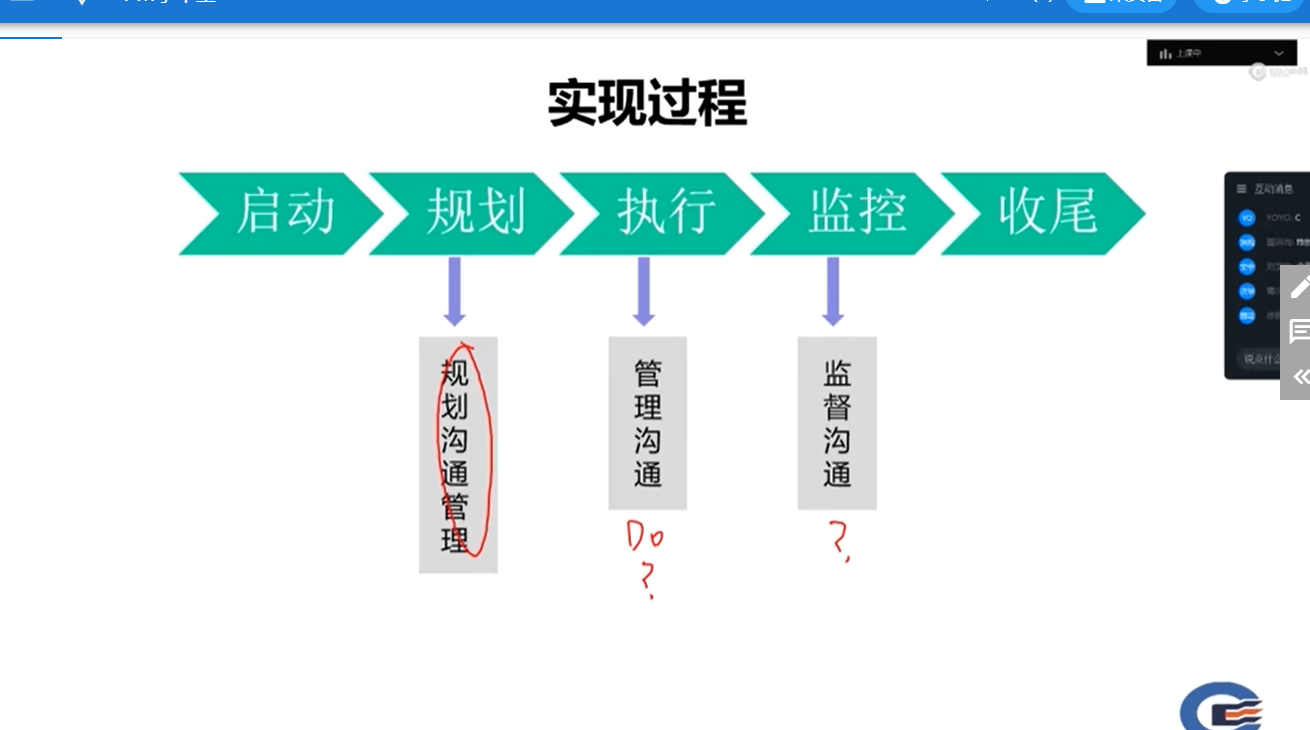 上课中
实现过程
启动 规划 执行 监控 收尾
互动消息
YOYO: C
规划沟通管理
管理沟通
监督沟通
说点什么
Do
?
?